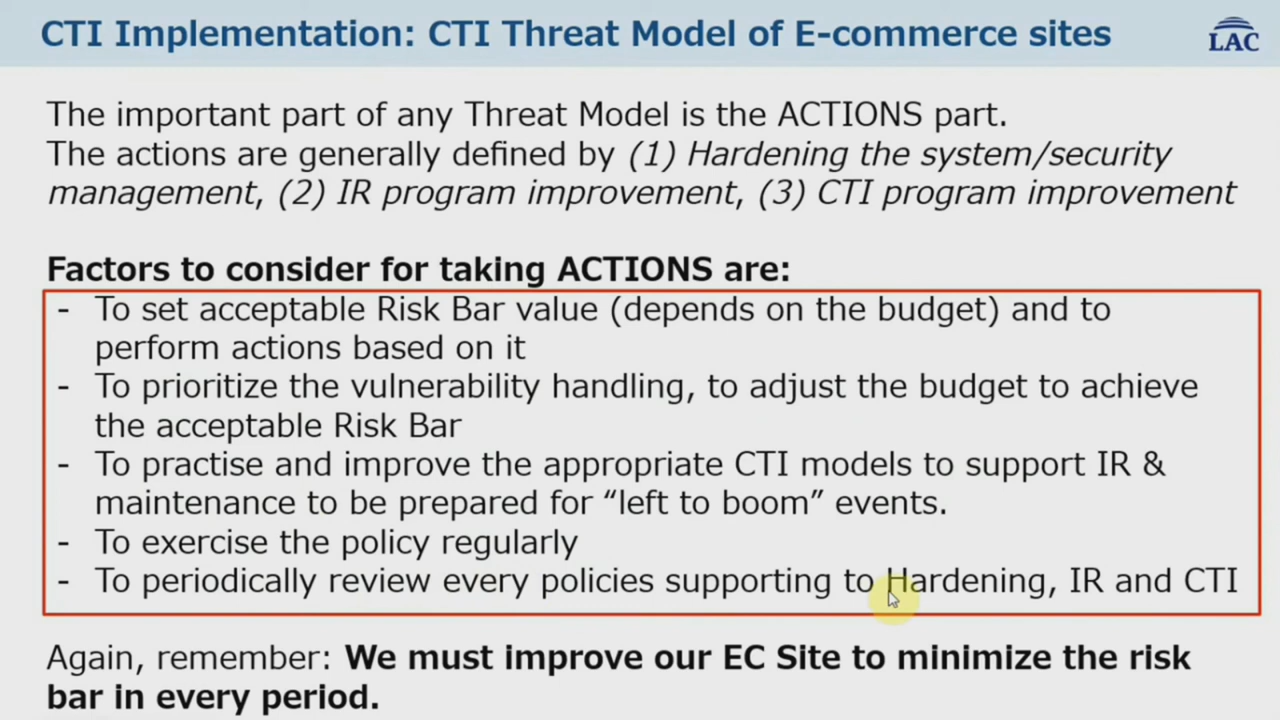 CTI Implementation: CTI Threat Model of E-commerce sites
LAC
The important part of any Threat Model is the ACTIONS part.
The actions are generally defined by (1) Hardening the system/security
management, (2) IR program improvement, (3) CTI program improvement
Factors to consider for taking ACTIONS are:
- To set acceptable Risk Bar value (depends on the budget) and to
perform actions based on it
- To prioritize the vulnerability handling, to adjust the budget to achieve
the acceptable Risk Bar
- To practise and improve the appropriate CTI models to support IR &
maintenance to be prepared for “left to boom” events.
- To exercise the policy regularly
- To periodically review every policies supporting to Hardening, IR and CTI
Again, remember: We must improve our EC Site to minimize the risk
bar in every period.